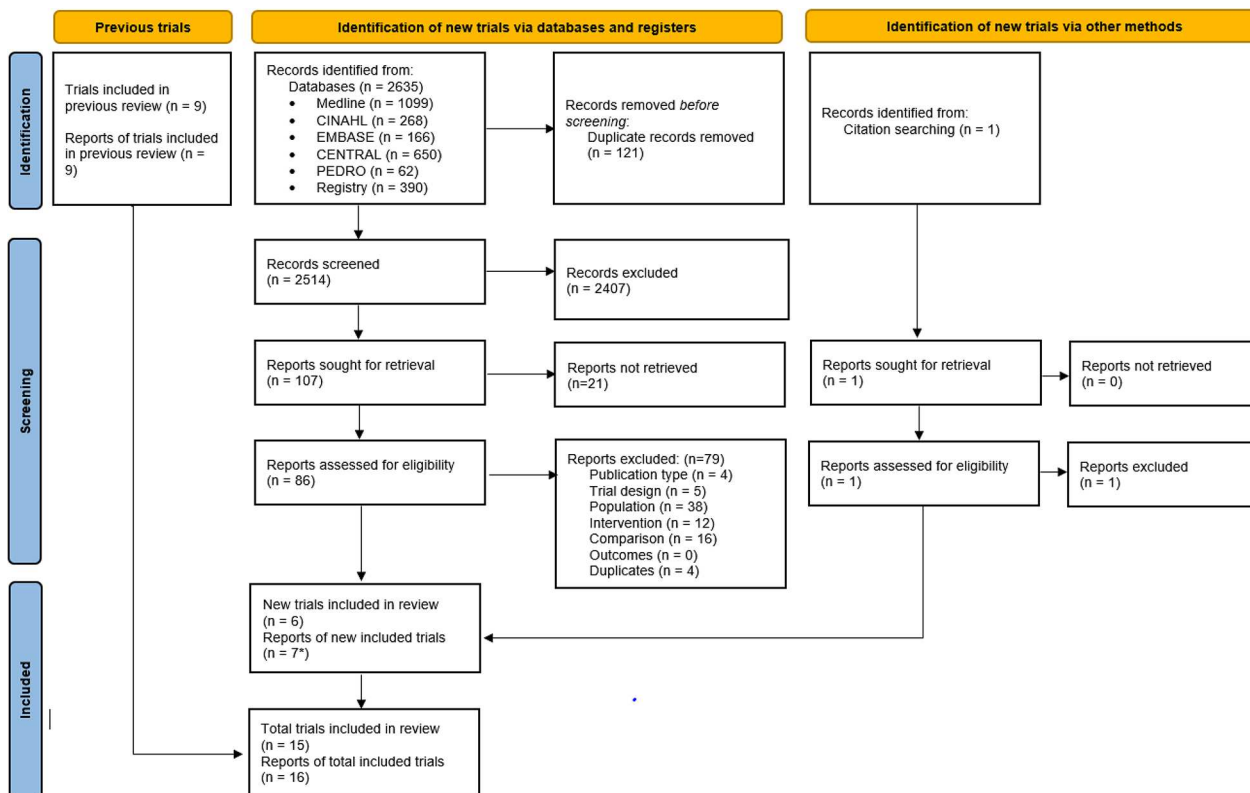 Previous trials
Identification of new trials via databases and registers
Identification of new trials via other methods
Identification
Trials included in
previous review (n = 9)
Reports of trials included
in previous review (n =
9)
Records identified from:
Databases (n = 2635)
• Medline (n = 1099)
• CINAHL (n = 268)
• EMBASE (n = 166)
• CENTRAL (n = 650)
• PEDRO (n = 62)
• Registry (n = 390)
Records removed before
screening:
Duplicate records removed
(n = 121)
Records identified from:
Citation searching (n = 1)
Screening
Records screened
(n = 2514)
Records excluded
(n = 2407)
Reports sought for retrieval
(n = 107)
Reports not retrieved
(n=21)
Reports sought for retrieval
(n = 1)
Reports not retrieved
(n = 0)
Reports assessed for eligibility
(n = 86)
Reports excluded: (n=79)
Publication type (n = 4)
Trial design (n = 5)
Population (n = 38)
Intervention (n = 12)
Comparison (n = 16)
Outcomes (n = 0)
Duplicates (n = 4)
Reports assessed for eligibility
(n = 1)
Reports excluded
(n = 1)
Included
New trials included in review
(n = 6)
Reports of new included trials
(n = 7*)
Total trials included in review
(n = 15)
Reports of total included trials
(n = 16)